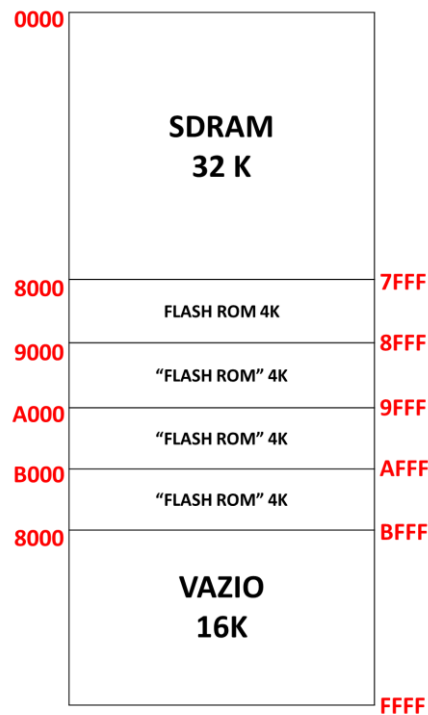 0000
SDRAM
32 K
7FFF
8000
FLASH ROM 4K
8FFF
9000
“FLASH ROM” 4K
9FFF
A000
“FLASH ROM” 4K
AFFF
B000
“FLASH ROM” 4K
BFFF
8000
VAZIO
16K
FFFF